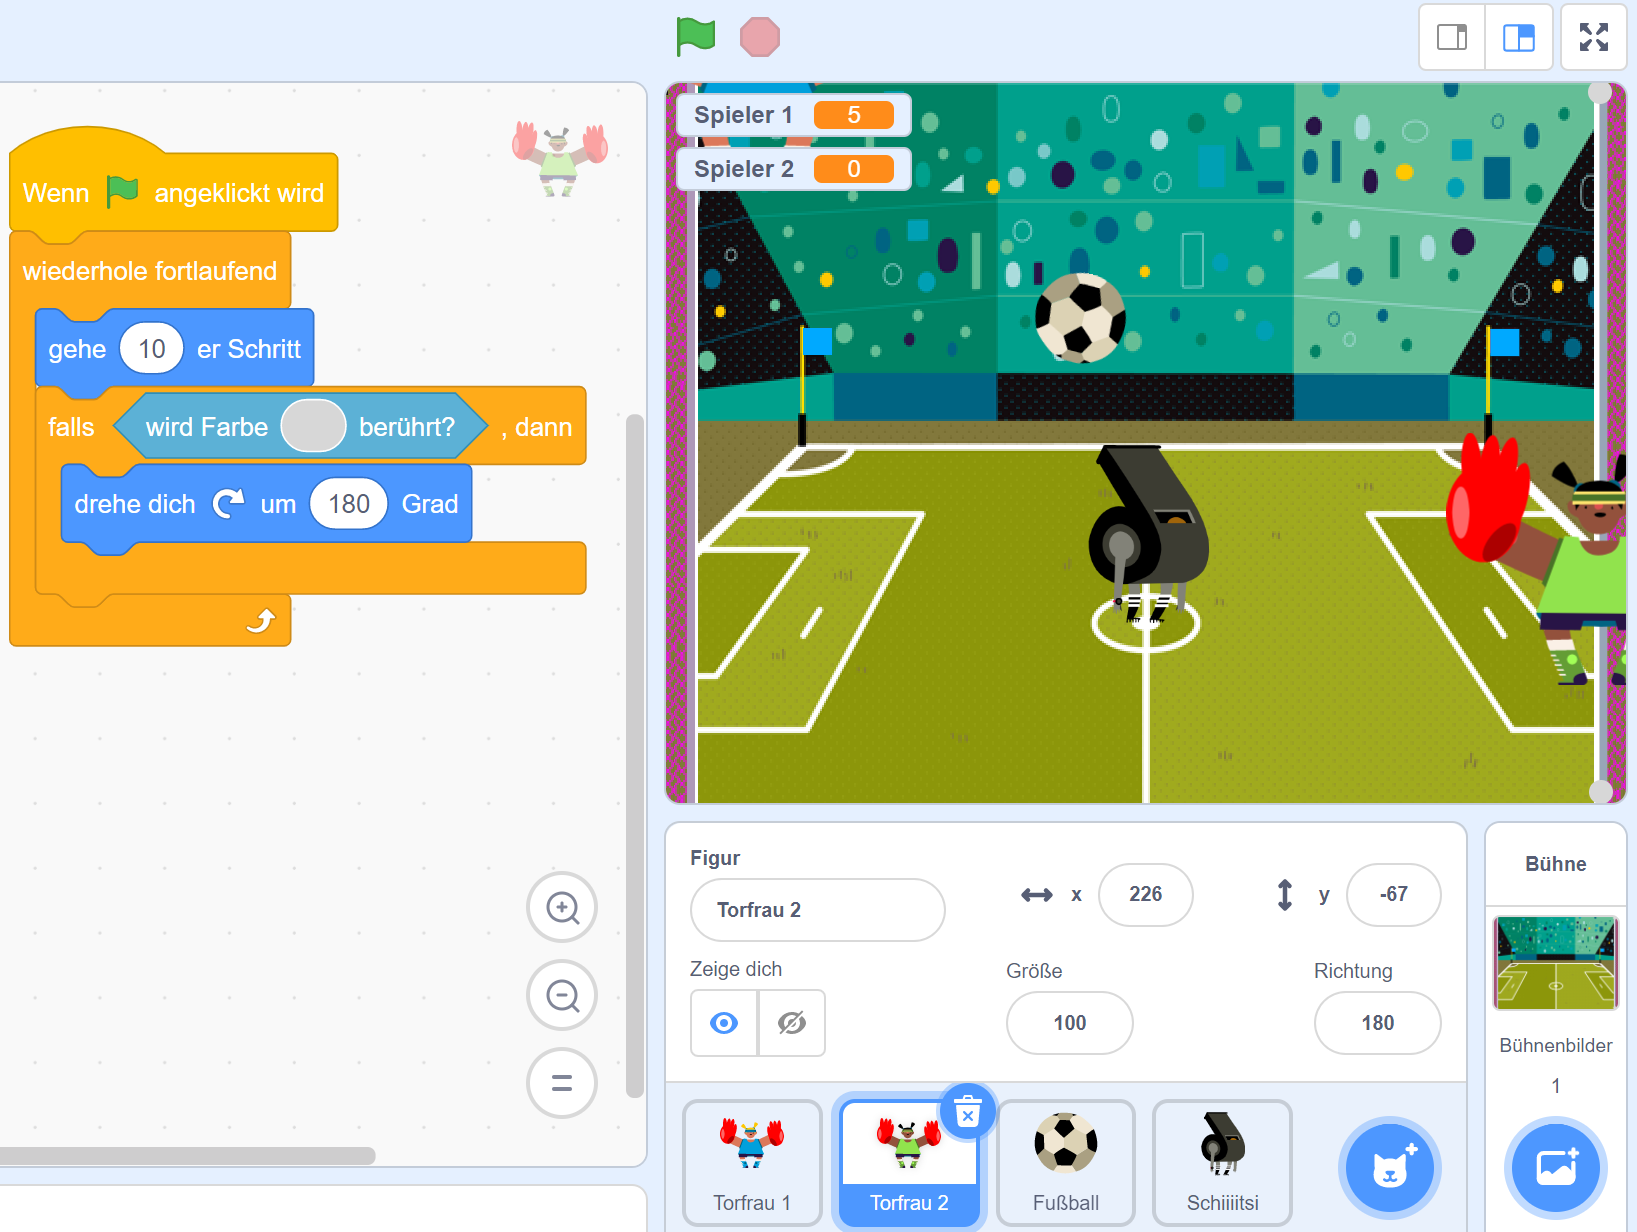 Wenn angeklickt wird
wiederhole fortlaufend
gehe 10 er Schritt
falls wird Farbe berührt? , dann
drehe dich um 180 Grad
Spieler 1 5
Spieler 2 0
Figur
Torfrau 2
x 226
y -67
Zeige dich
Größe
100
Richtung
180
Torfrau 1
Torfrau 2
Fußball
Schiiiitsi
Bühne
Bühnenbilder
1